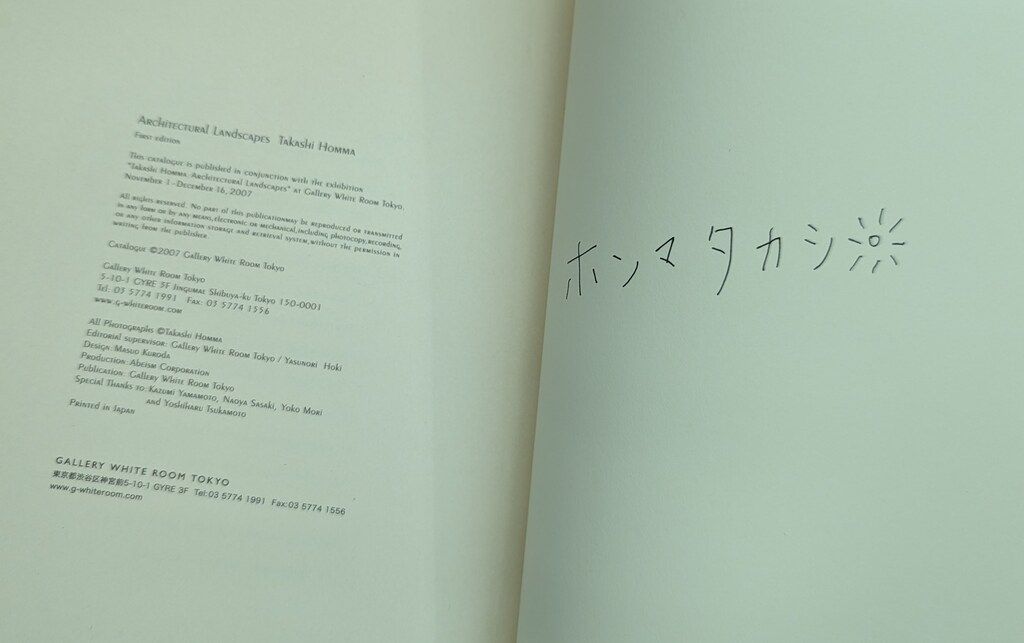 Architectural Landscapes Takashi Homma
First edition
This catalogue is published in conjunction with the exhibition
"Takashi Homma: Architectural Landscapes" at Gallery White Room Tokyo,
November 1–December 16, 2007
All rights reserved. No part of this publicationmay be reproduced or transmitted
in any form or by any means, electronic or mechanical, including photocopy, recording,
or any other information storage and retrieval system, without the permission in
writing from the publisher.
Catalogue ©2007 Gallery White Room Tokyo
Gallery White Room Tokyo
5-10-1 GYRE 3F Jingumae Shibuya-ku Tokyo 150-0001
Tel: 03 5774 1991 Fax: 03 5774 1556
www.g-whiteroom.com
All Photographs ©Takashi Homma
Editorial supervisor: Gallery White Room Tokyo / Yasunori Hoki
Design: Masuo Kuroda
Production: Abeism Corporation
Publication: Gallery White Room Tokyo
Special Thanks to: Kazumi Yamamoto, Naoya Sasaki, Yoko Mori
and Yoshiharu Tsukamoto
Printed in Japan
GALLERY WHITE ROOM TOKYO
東京都渋谷区神宮前5-10-1 GYRE 3F Tel:03 5774 1991 Fax:03 5774 1556
www.g-whiteroom.com
ホンマタカシ